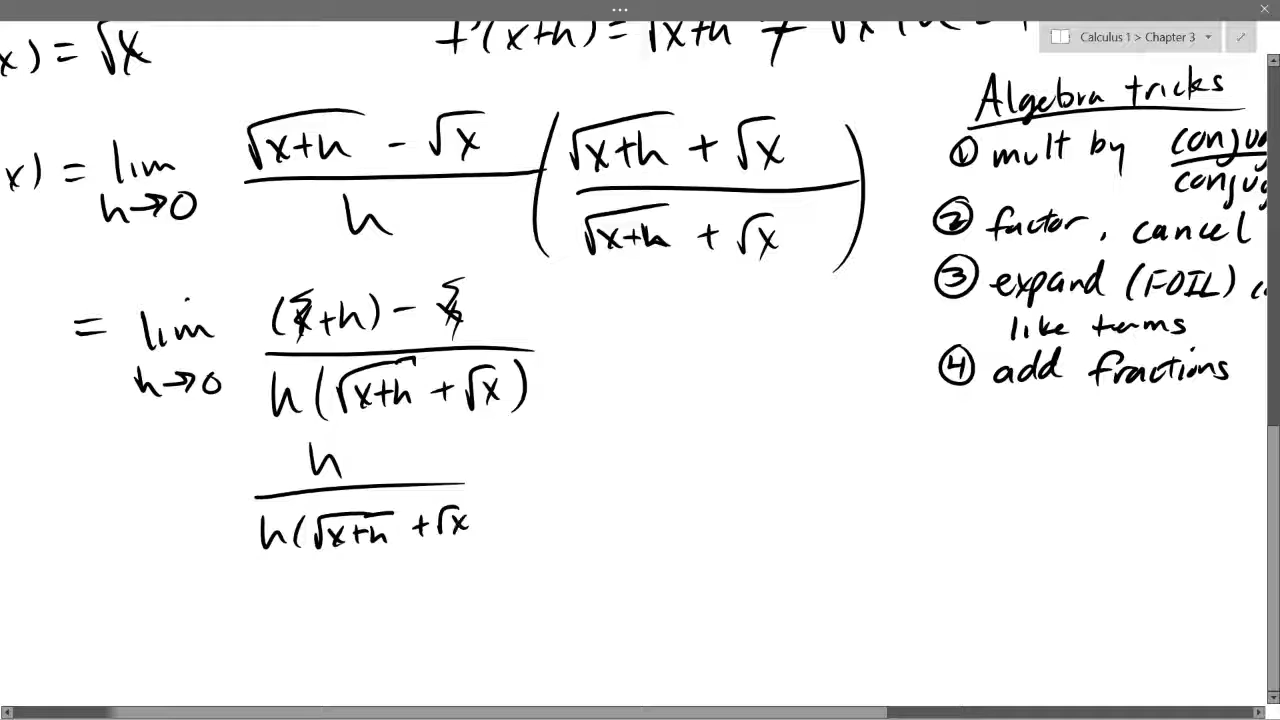 Calculus 1 > Chapter 3
x) = √x
f(x+h) = √x+h ≠
Algebra tricks
x) = lim h→0 (√x+h - √x)/h ((√x+h + √x)/(√x+h + √x))
① mult by
② factor, cancel
③ expand (FOIL)
like terms
④ add fractions
= lim h→0 ((x+h) - x)/(h(√x+h + √x))
h/(h(√x+h + √x